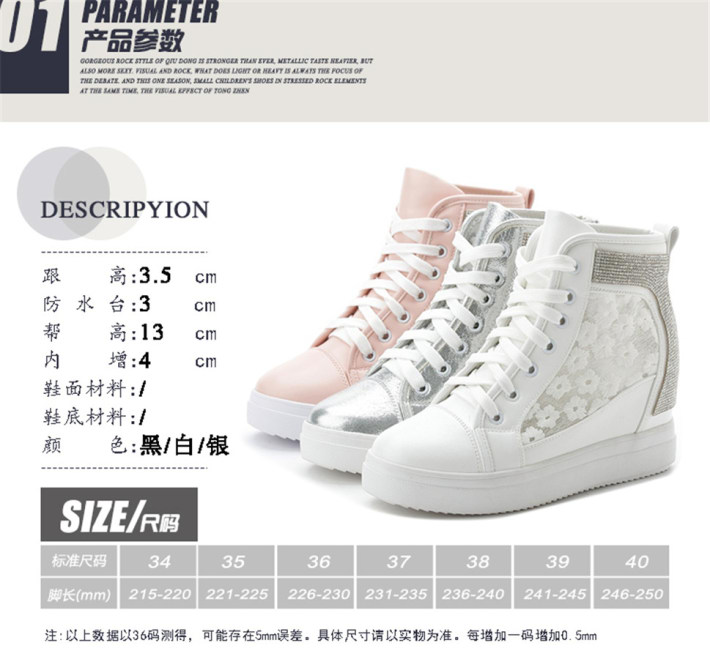 01 PARAMETER
产品参数
GORGEOUS ROCK STYLE OF QIU DONG IS STRONGER THAN EVER, METALLIC TASTE HEAVIER, BUT
ALSO MORE SEXY. VISUAL AND ROCK, WHAT DOES LIGHT OR HEAVY IS ALWAYS THE FOCUS OF
THE DEBATE. AND THIS ONE SEASON, SMALL CHILDREN'S SHOES IN STRESSED ROCK ELEMENTS
AT THE SAME TIME, THE VISUAL EFFECT OF TONG ZHEN
DESCRIPYION
跟高:3.5 cm
防水台:3 cm
帮高:13 cm
内增:4 cm
鞋面材料:/
鞋底材料:/
颜色:黑/白/银
SIZE/尺码
标准尺码 34 35 36 37 38 39 40
脚长(mm) 215-220 221-225 226-230 231-235 236-240 241-245 246-250
注:以上数据以36码测得，可能存在5mm误差。具体尺寸请以实物为准。每增加一码增加0.5mm